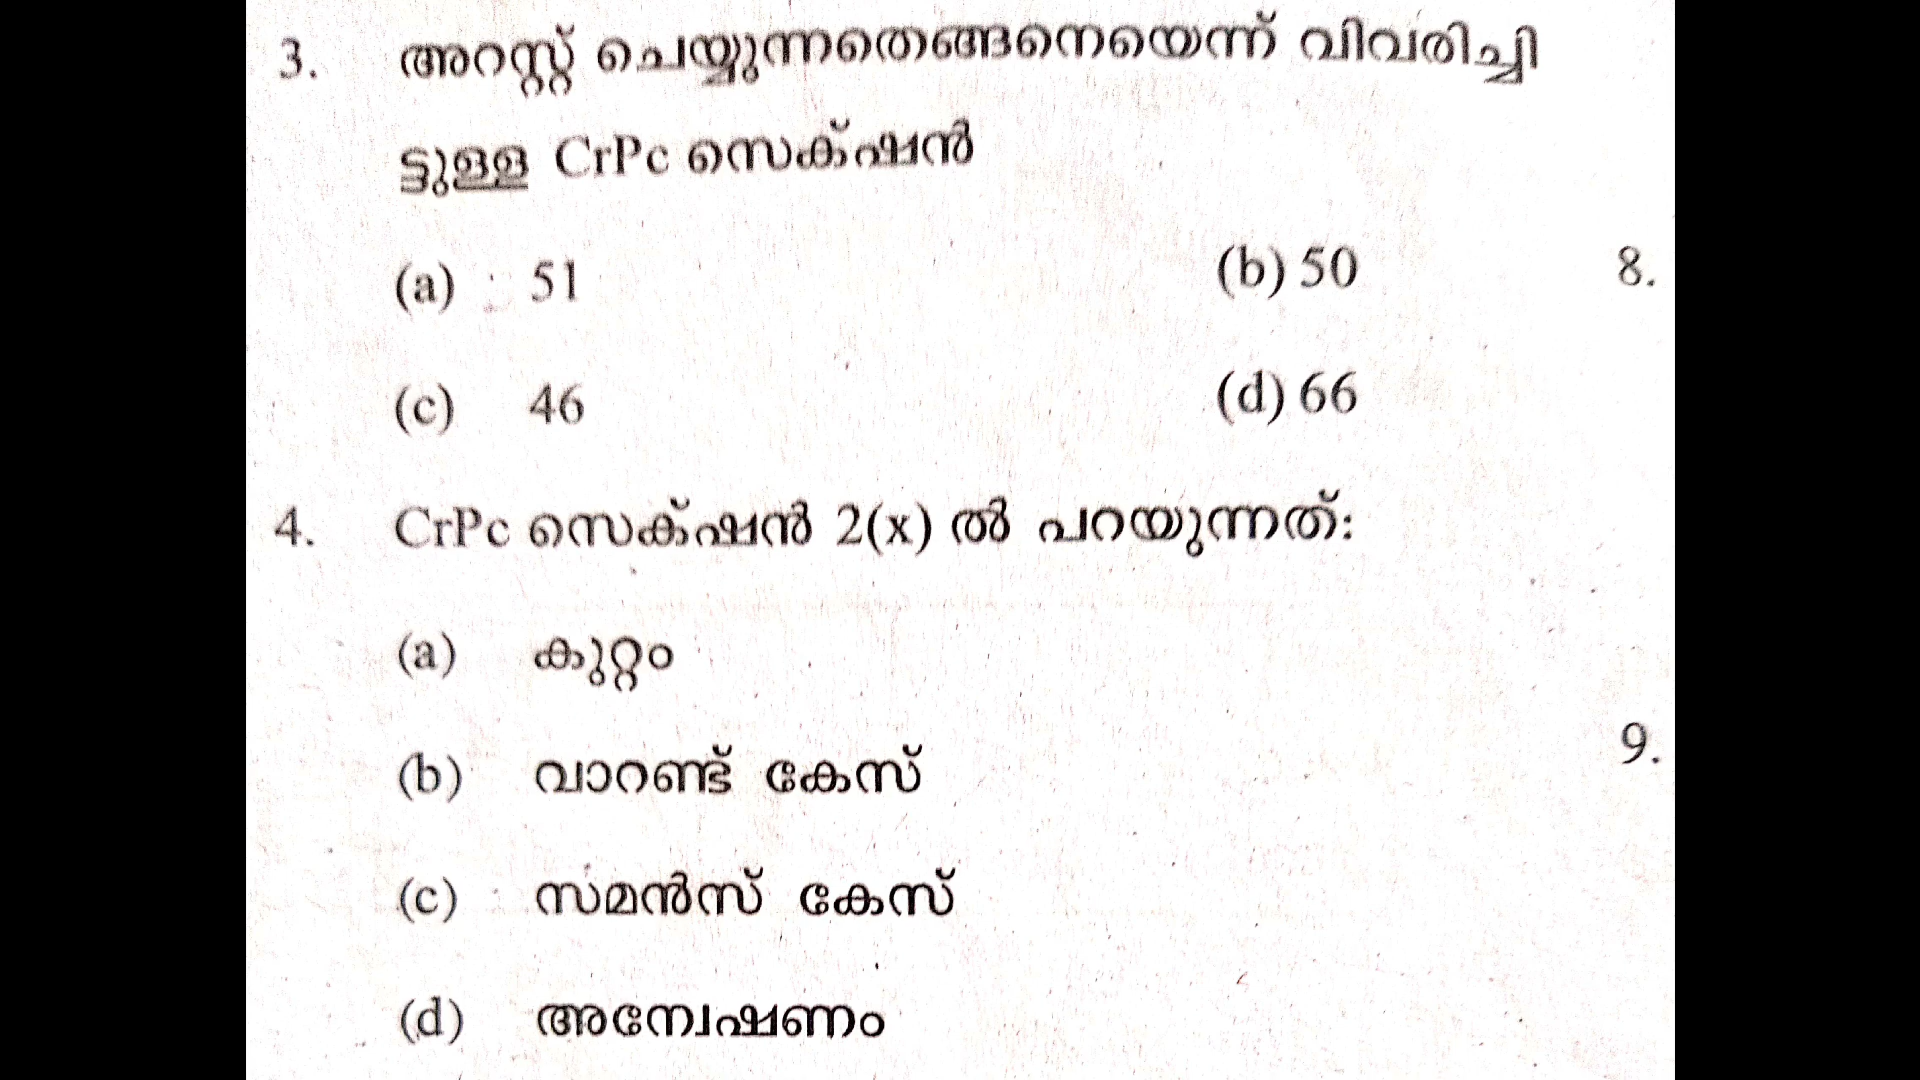 3. അറസ്റ്റ് ചെയ്യുന്നതെങ്ങനെയെന്ന് വിവരിച്ചി
ട്ടുള്ള CrPc സെക്ഷൻ
(a) 51 (b) 50
(c) 46 (d) 66
4. CrPc സെക്ഷൻ 2(x) ൽ പറയുന്നത്:
(a) കുറ്റം
(b) വാറണ്ട് കേസ്
(c) സമൻസ് കേസ്
(d) അന്വേഷണം
8.
9.